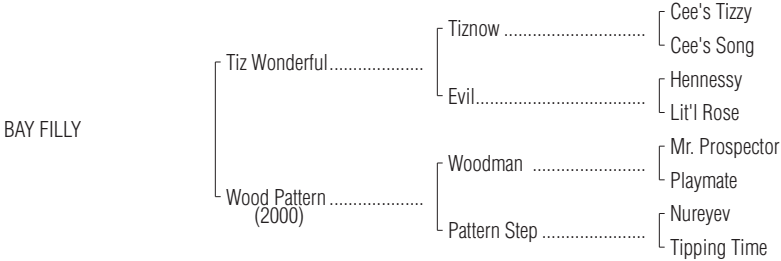 Cee's Tizzy
Tiznow ..............................
Cee's Song
Tiz Wonderful....................
Hennessy
Evil....................................
Lit'l Rose
BAY FILLY
Mr. Prospector
Woodman ........................
Playmate
Wood Pattern ....................
(2000)
Nureyev
Pattern Step ......................
Tipping Time